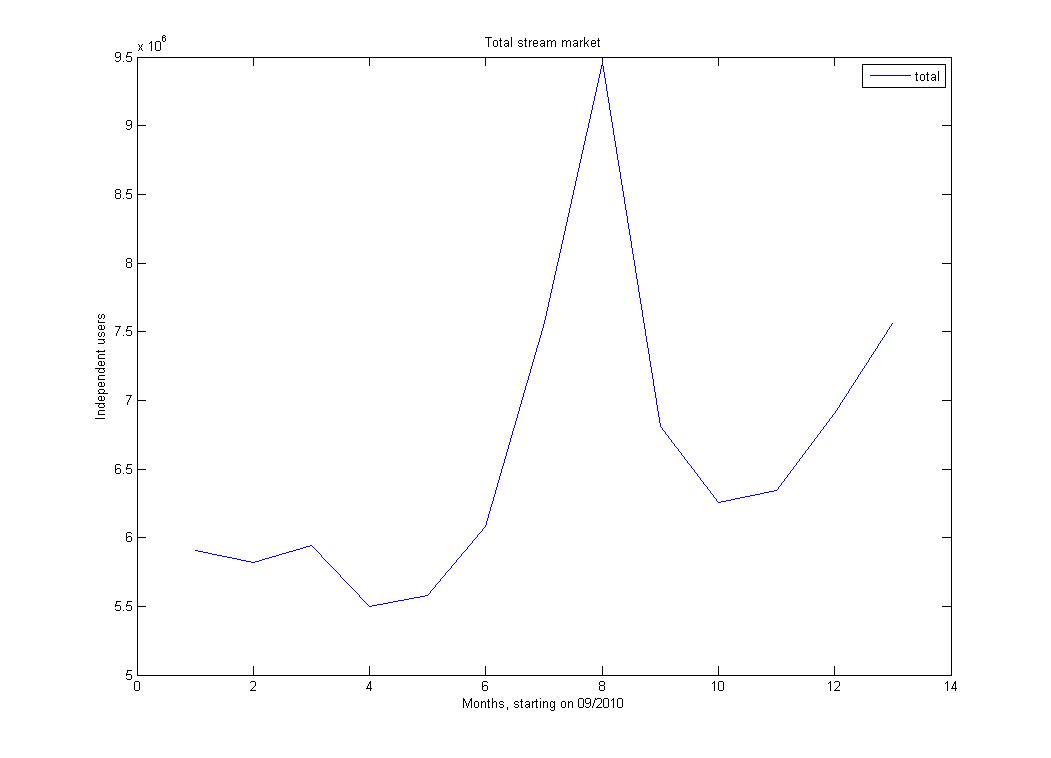 x 10^6
Total stream market
total
9.5
9
8.5
8
7.5
7
6.5
6
5.5
5
Independent users
0 2 4 6 8 10 12 14
Months, starting on 09/2010